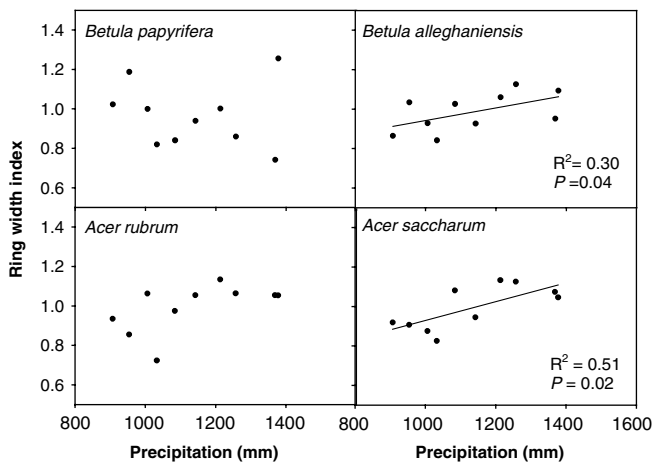 Betula papyrifera
Betula alleghaniensis
1.4
1.2
1.0
0.8
0.6
R²= 0.30
P =0.04
Ring width index
Acer rubrum
Acer saccharum
1.4
1.2
1.0
0.8
0.6
R² = 0.51
P = 0.02
800 1000 1200 1400 800 1000 1200 1400 1600
Precipitation (mm) Precipitation (mm)